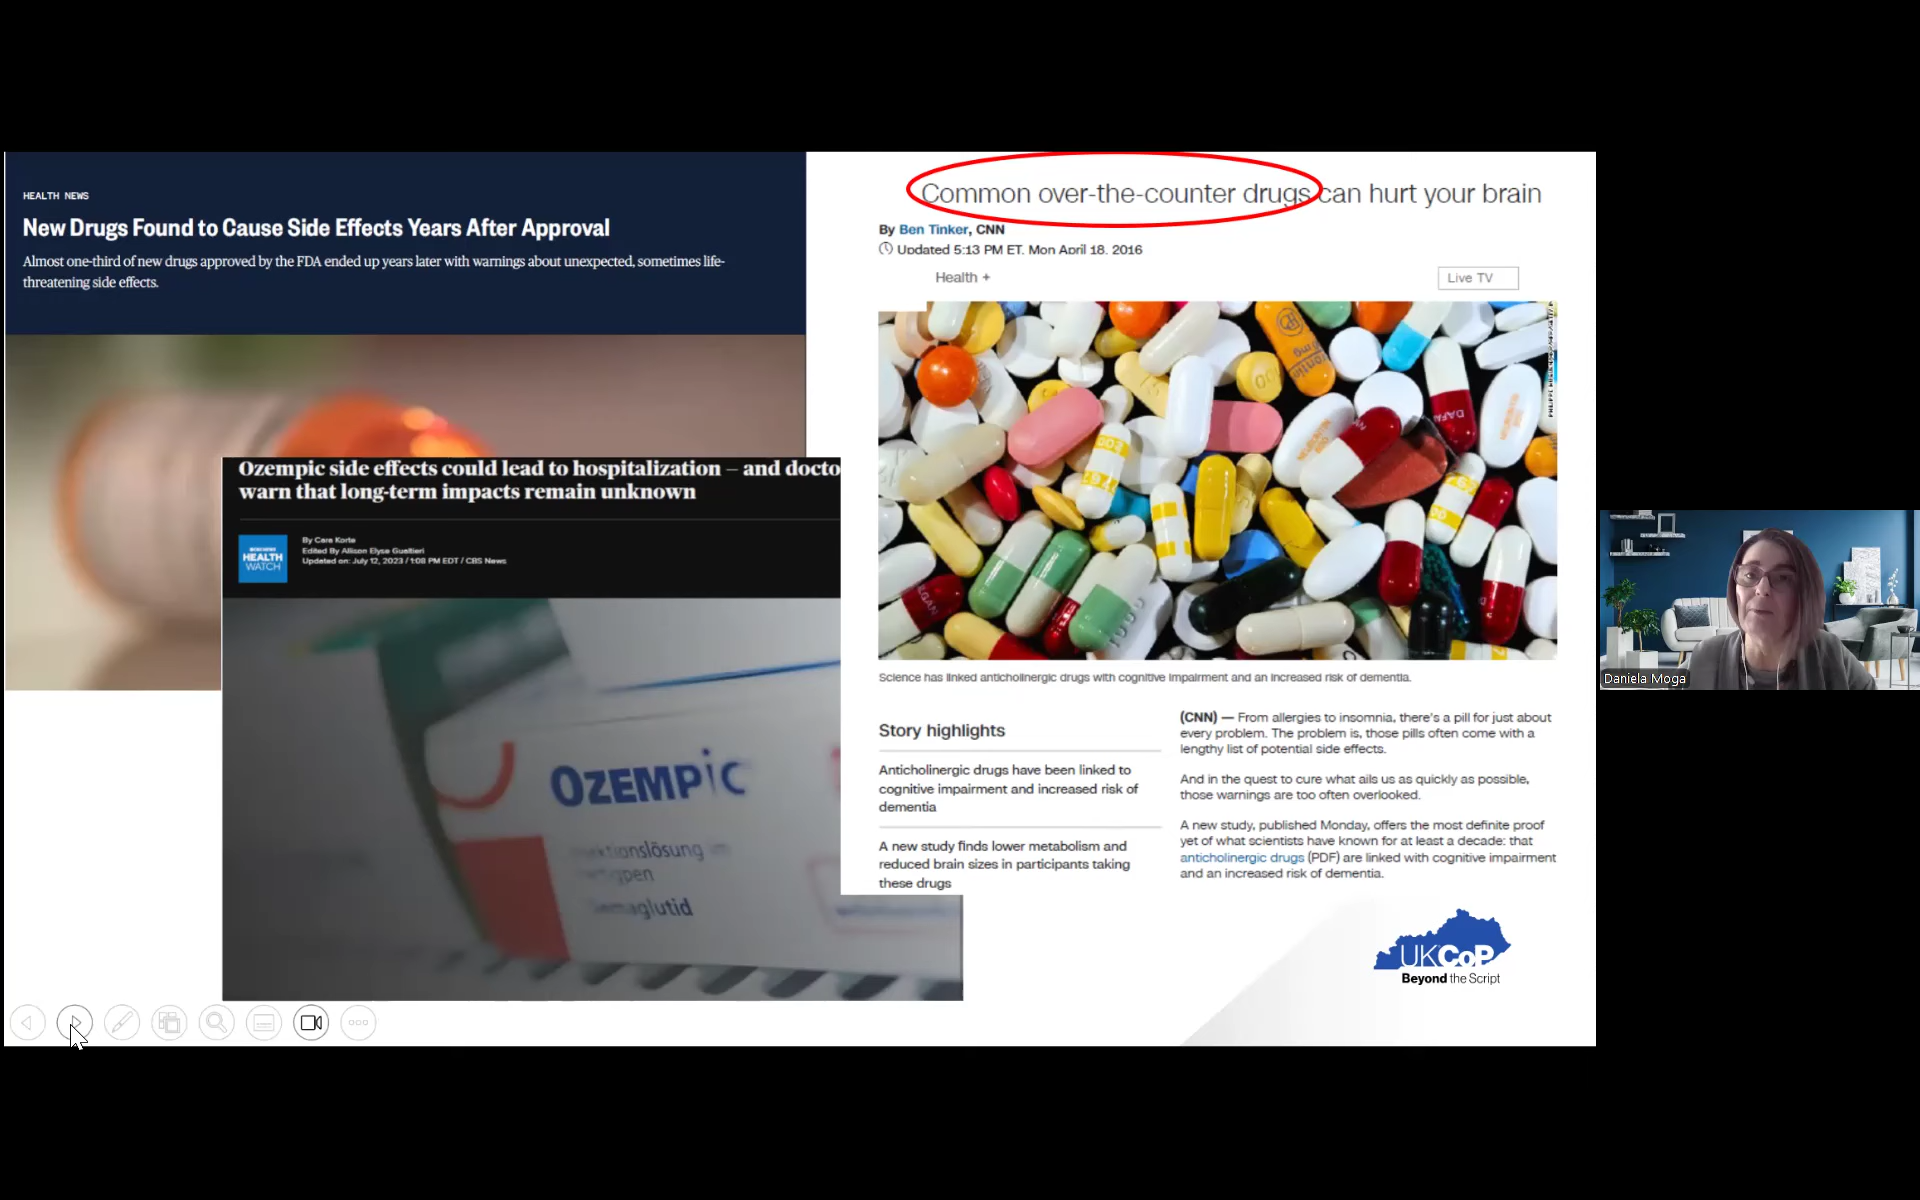 HEALTH NEWS
New Drugs Found to Cause Side Effects Years After Approval
Almost one-third of new drugs approved by the FDA ended up years later with warnings about unexpected, sometimes life-
threatening side effects.
Ozempic side effects could lead to hospitalization – and docto
warn that long-term impacts remain unknown
HEALTH
WATCH
By Cara Korte
Edited By Allison Elyse Gualtieri
Updated on: July 12, 2023 / 1:08 PM EDT / CBS News
OZEMPIC
Common over-the-counter drugs can hurt your brain
By Ben Tinker, CNN
Updated 5:13 PM ET, Mon April 18, 2016
Health +
Live TV
Science has linked anticholinergic drugs with cognitive impairment and an increased risk of dementia.
Story highlights
Anticholinergic drugs have been linked to
cognitive impairment and increased risk of
dementia
A new study finds lower metabolism and
reduced brain sizes in participants taking
these drugs
(CNN) — From allergies to insomnia, there's a pill for just about
every problem. The problem is, those pills often come with a
lengthy list of potential side effects.
And in the quest to cure what ails us as quickly as possible,
those warnings are too often overlooked.
A new study, published Monday, offers the most definite proof
yet of what scientists have known for at least a decade: that
anticholinergic drugs (PDF) are linked with cognitive impairment
and an increased risk of dementia.
UKCoP
Beyond the Script
Daniela Moga